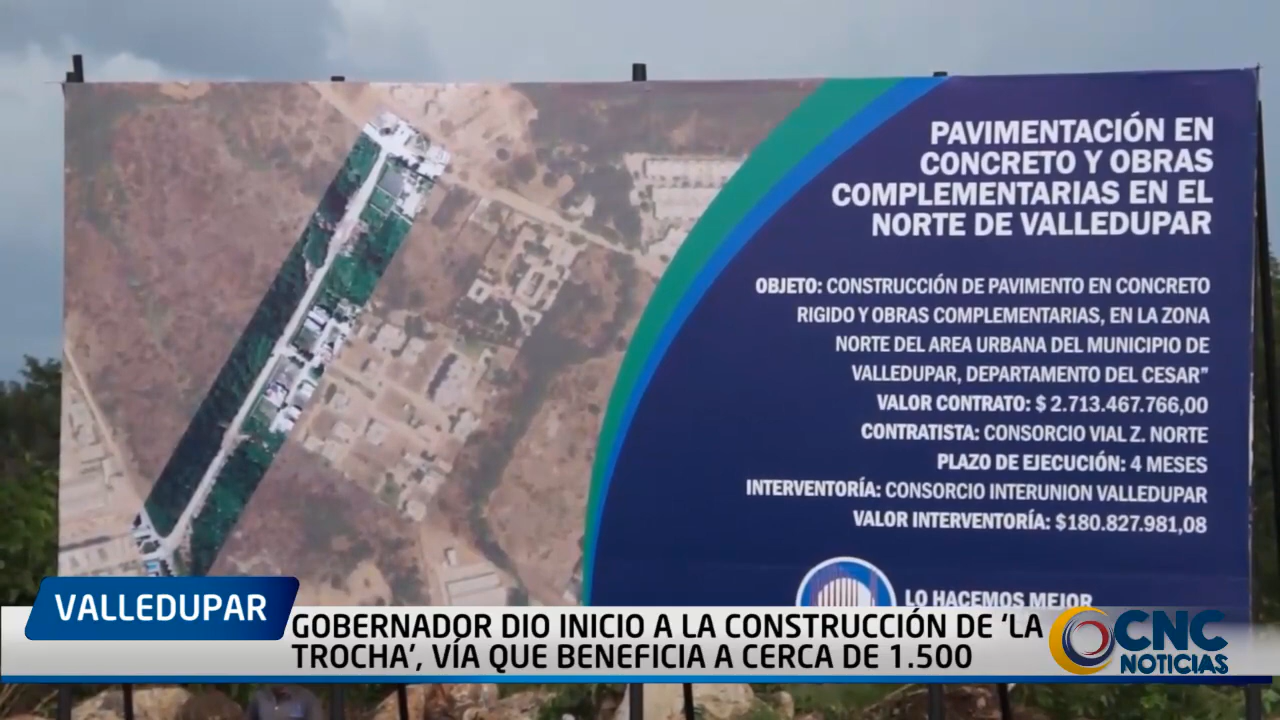 PAVIMENTACIÓN EN
CONCRETO Y OBRAS
COMPLEMENTARIAS EN EL
NORTE DE VALLEDUPAR
OBJETO: CONSTRUCCIÓN DE PAVIMENTO EN CONCRETO
RIGIDO Y OBRAS COMPLEMENTARIAS, EN LA ZONA
NORTE DEL AREA URBANA DEL MUNICIPIO DE
VALLEDUPAR, DEPARTAMENTO DEL CESAR"
VALOR CONTRATO: $ 2.713.467.766,00
CONTRATISTA: CONSORCIO VIAL Z. NORTE
PLAZO DE EJECUCIÓN: 4 MESES
INTERVENTORÍA: CONSORCIO INTERUNION VALLEDUPAR
VALOR INTERVENTORÍA: $180.827.981,08
LO HACEMOS MEJOR
VALLEDUPAR
GOBERNADOR DIO INICIO A LA CONSTRUCCIÓN DE ‘LA
TROCHA’, VÍA QUE BENEFICIA A CERCA DE 1.500
CNC
NOTICIAS